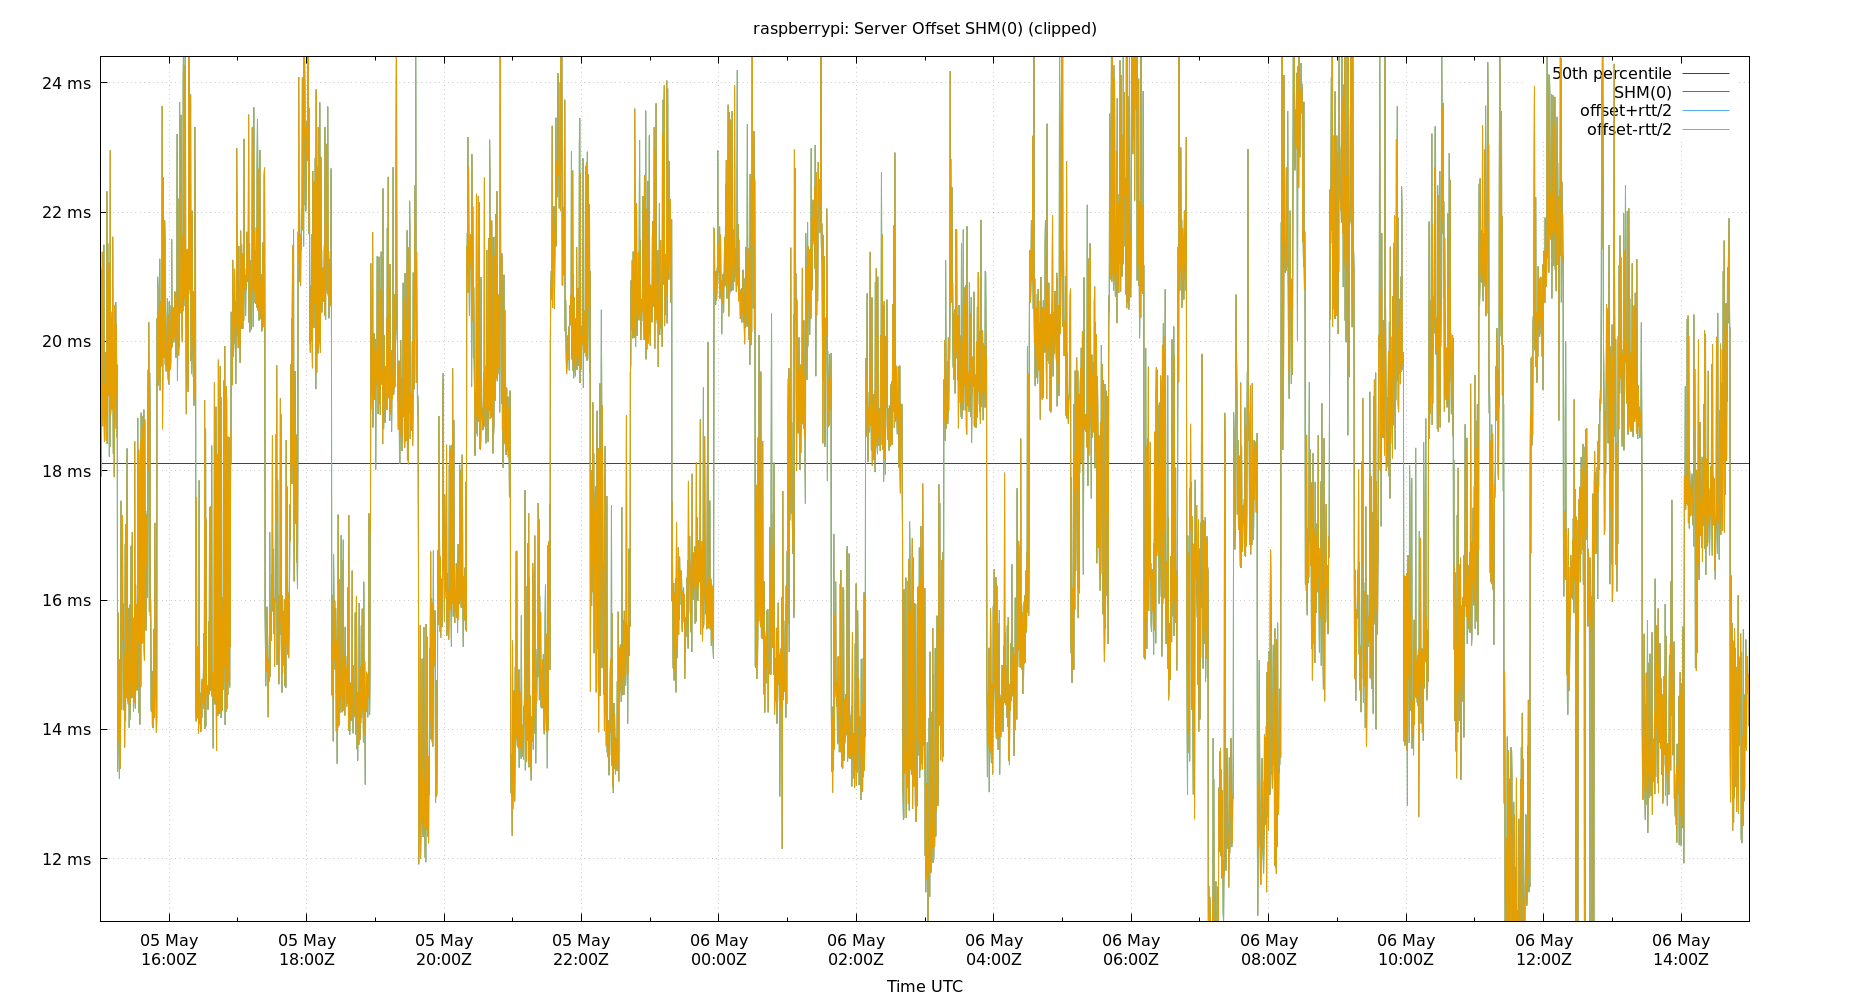 raspberrypi: Server Offset SHM(0) (clipped)
24 ms
22 ms
20 ms
18 ms
16 ms
14 ms
12 ms
50th percentile
SHM(0)
offset+rtt/2
offset-rtt/2
05 May 05 May 05 May 05 May 06 May 06 May 06 May 06 May 06 May 06 May 06 May 06 May
16:00Z 18:00Z 20:00Z 22:00Z 00:00Z 02:00Z 04:00Z 06:00Z 08:00Z 10:00Z 12:00Z 14:00Z
Time UTC